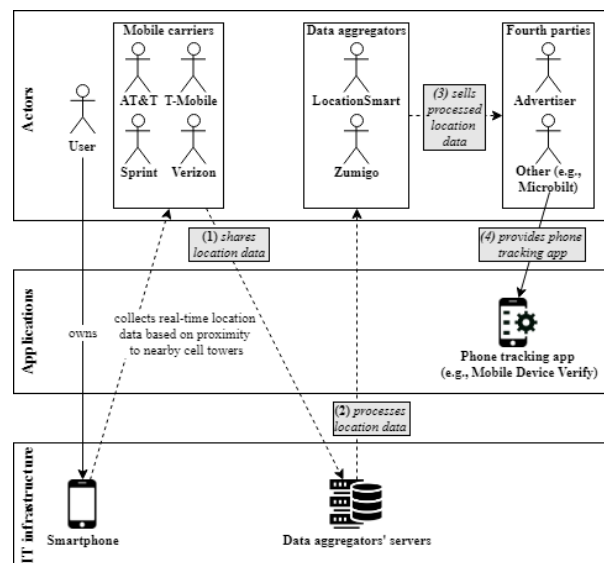 Actors
Mobile carriers
Data aggregators
Fourth parties
User
AT&T
T-Mobile
Sprint
Verizon
LocationSmart
Zumigo
(3) sells
processed
location
data
Advertiser
Other (e.g.,
Microbilt)
(1) shares
location data
(4) provides phone
tracking app
Applications
owns
collects real-time location
data based on proximity
to nearby cell towers
Phone tracking app
(e.g., Mobile Device Verify)
(2) processes
location data
IT infrastructure
Smartphone
Data aggregators' servers